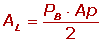 A_L = P_B · Ap / 2